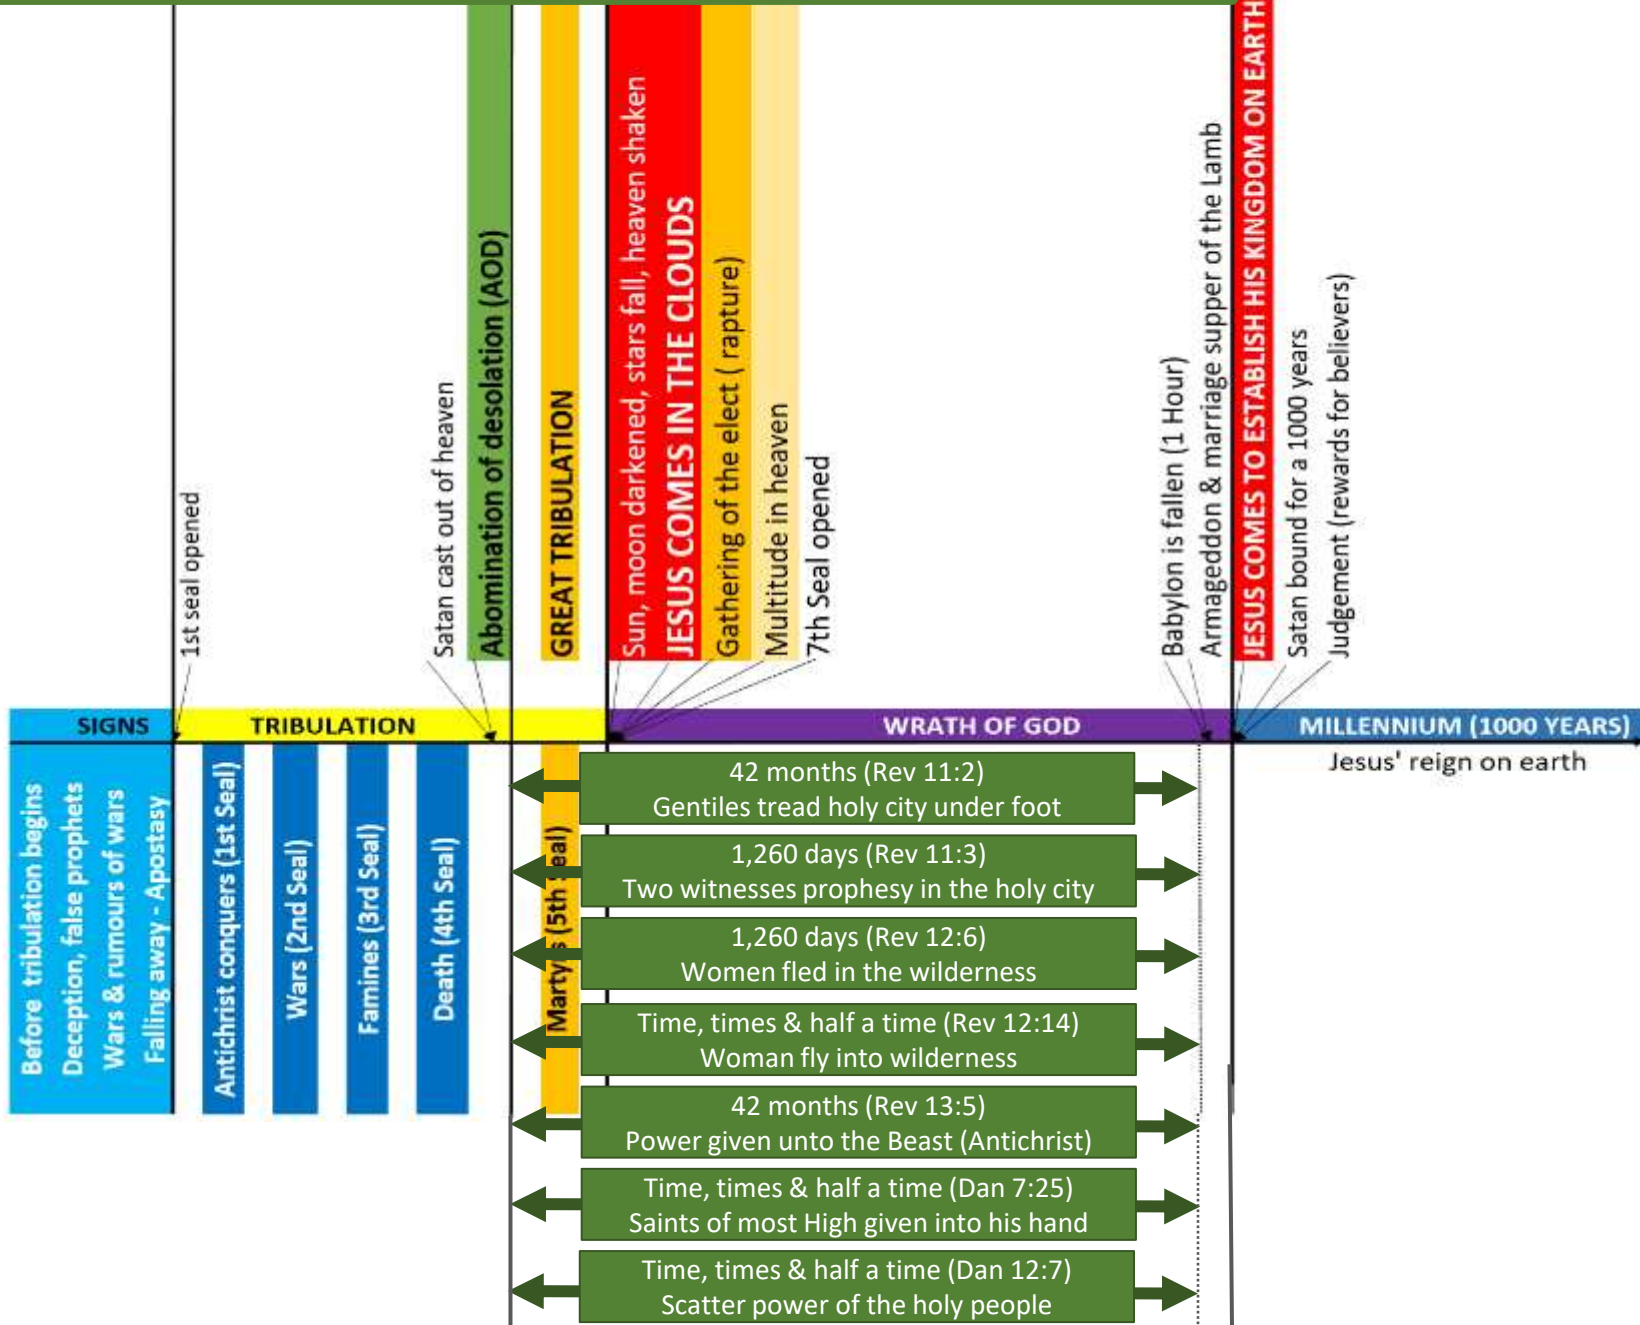 1st seal opened
Satan cast out of heaven
Abomination of desolation (AOD)
GREAT TRIBULATION
Sun, moon darkened, stars fall, heaven shaken
JESUS COMES IN THE CLOUDS
Gathering of the elect ( rapture)
Multitude in heaven
7th Seal opened
Babylon is fallen (1 Hour)
Armageddon & marriage supper of the Lamb
JESUS COMES TO ESTABLISH HIS KINGDOM ON EARTH
Satan bound for a 1000 years
Judgement (rewards for believers)
SIGNS
TRIBULATION
WRATH OF GOD
MILLENNIUM (1000 YEARS)
Jesus' reign on earth
Before tribulation begins
Deception, false prophets
Wars & rumours of wars
Falling away - Apostasy
Antichrist conquers (1st Seal)
Wars (2nd Seal)
Famines (3rd Seal)
Death (4th Seal)
Martyrs (5th Seal)
42 months (Rev 11:2)
Gentiles tread holy city under foot
1,260 days (Rev 11:3)
Two witnesses prophesy in the holy city
1,260 days (Rev 12:6)
Women fled in the wilderness
Time, times & half a time (Rev 12:14)
Woman fly into wilderness
42 months (Rev 13:5)
Power given unto the Beast (Antichrist)
Time, times & half a time (Dan 7:25)
Saints of most High given into his hand
Time, times & half a time (Dan 12:7)
Scatter power of the holy people